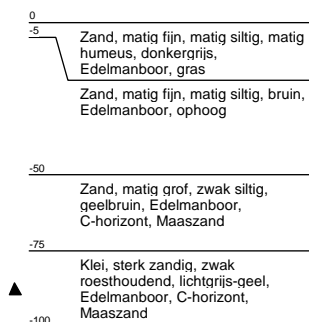 0
-5
Zand, matig fijn, matig siltig, matig
humeus, donkergrijs,
Edelmanboor, gras
Zand, matig fijn, matig siltig, bruin,
Edelmanboor, ophoog
-50
Zand, matig grof, zwak siltig,
geelbruin, Edelmanboor,
C-horizont, Maaszand
-75
Klei, sterk zandig, zwak
roesthoudend, lichtgrijs-geel,
Edelmanboor, C-horizont,
Maaszand
-100